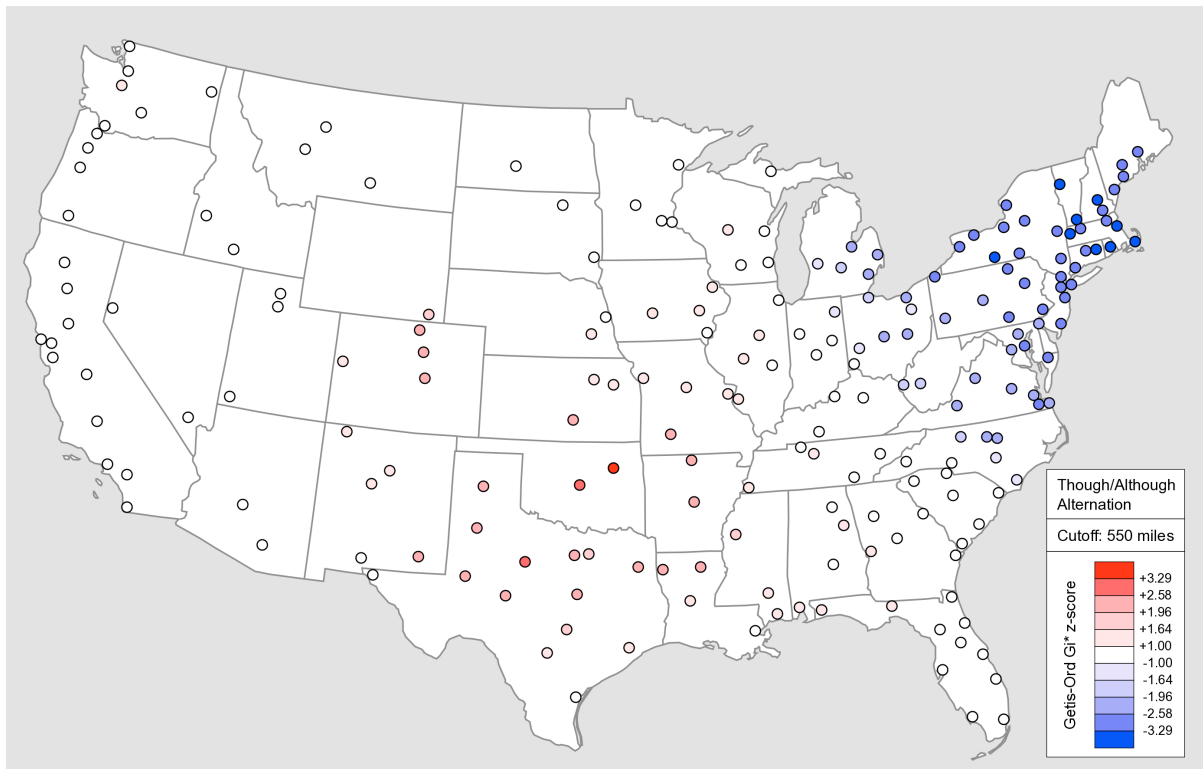 Though/Although
Alternation
Cutoff: 550 miles
Getis-Ord Gi* z-score
+3.29
+2.58
+1.96
+1.64
+1.00
-1.00
-1.64
-1.96
-2.58
-3.29